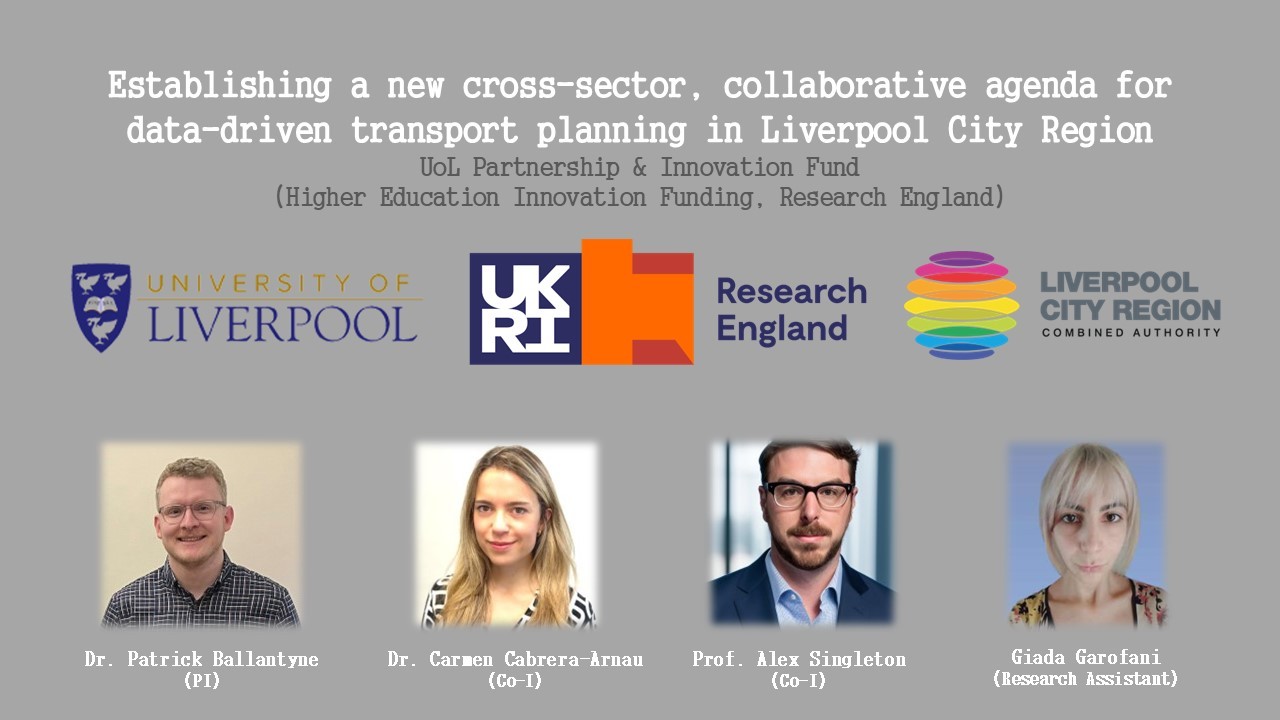 Establishing a new cross-sector, collaborative agenda for
data-driven transport planning in Liverpool City Region
UoL Partnership & Innovation Fund
(Higher Education Innovation Funding, Research England)
UNIVERSITY OF
LIVERPOOL
UK
RI
Research
England
LIVERPOOL
CITY REGION
COMBINED AUTHORITY
Dr. Patrick Ballantyne
(PI)
Dr. Carmen Cabrera-Arnau
(Co-I)
Prof. Alex Singleton
(Co-I)
Giada Garofani
(Research Assistant)